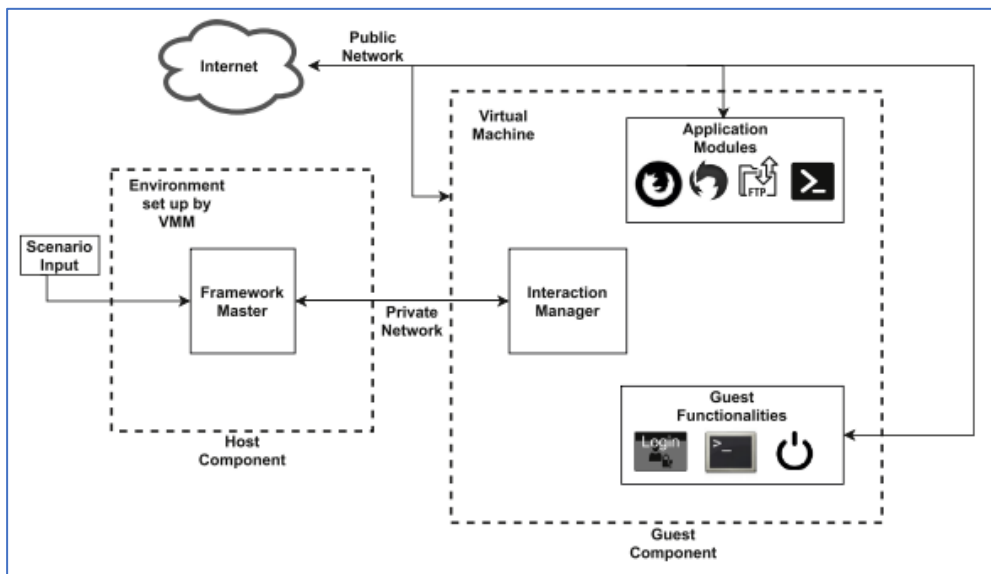 Public
Network
Internet
Virtual
Machine
Application
Modules
FTP
>_
Environment
set up by
VMM
Scenario
Input
Framework
Master
Private
Network
Interaction
Manager
Guest
Functionalities
Login
>_
Host
Component
Guest
Component